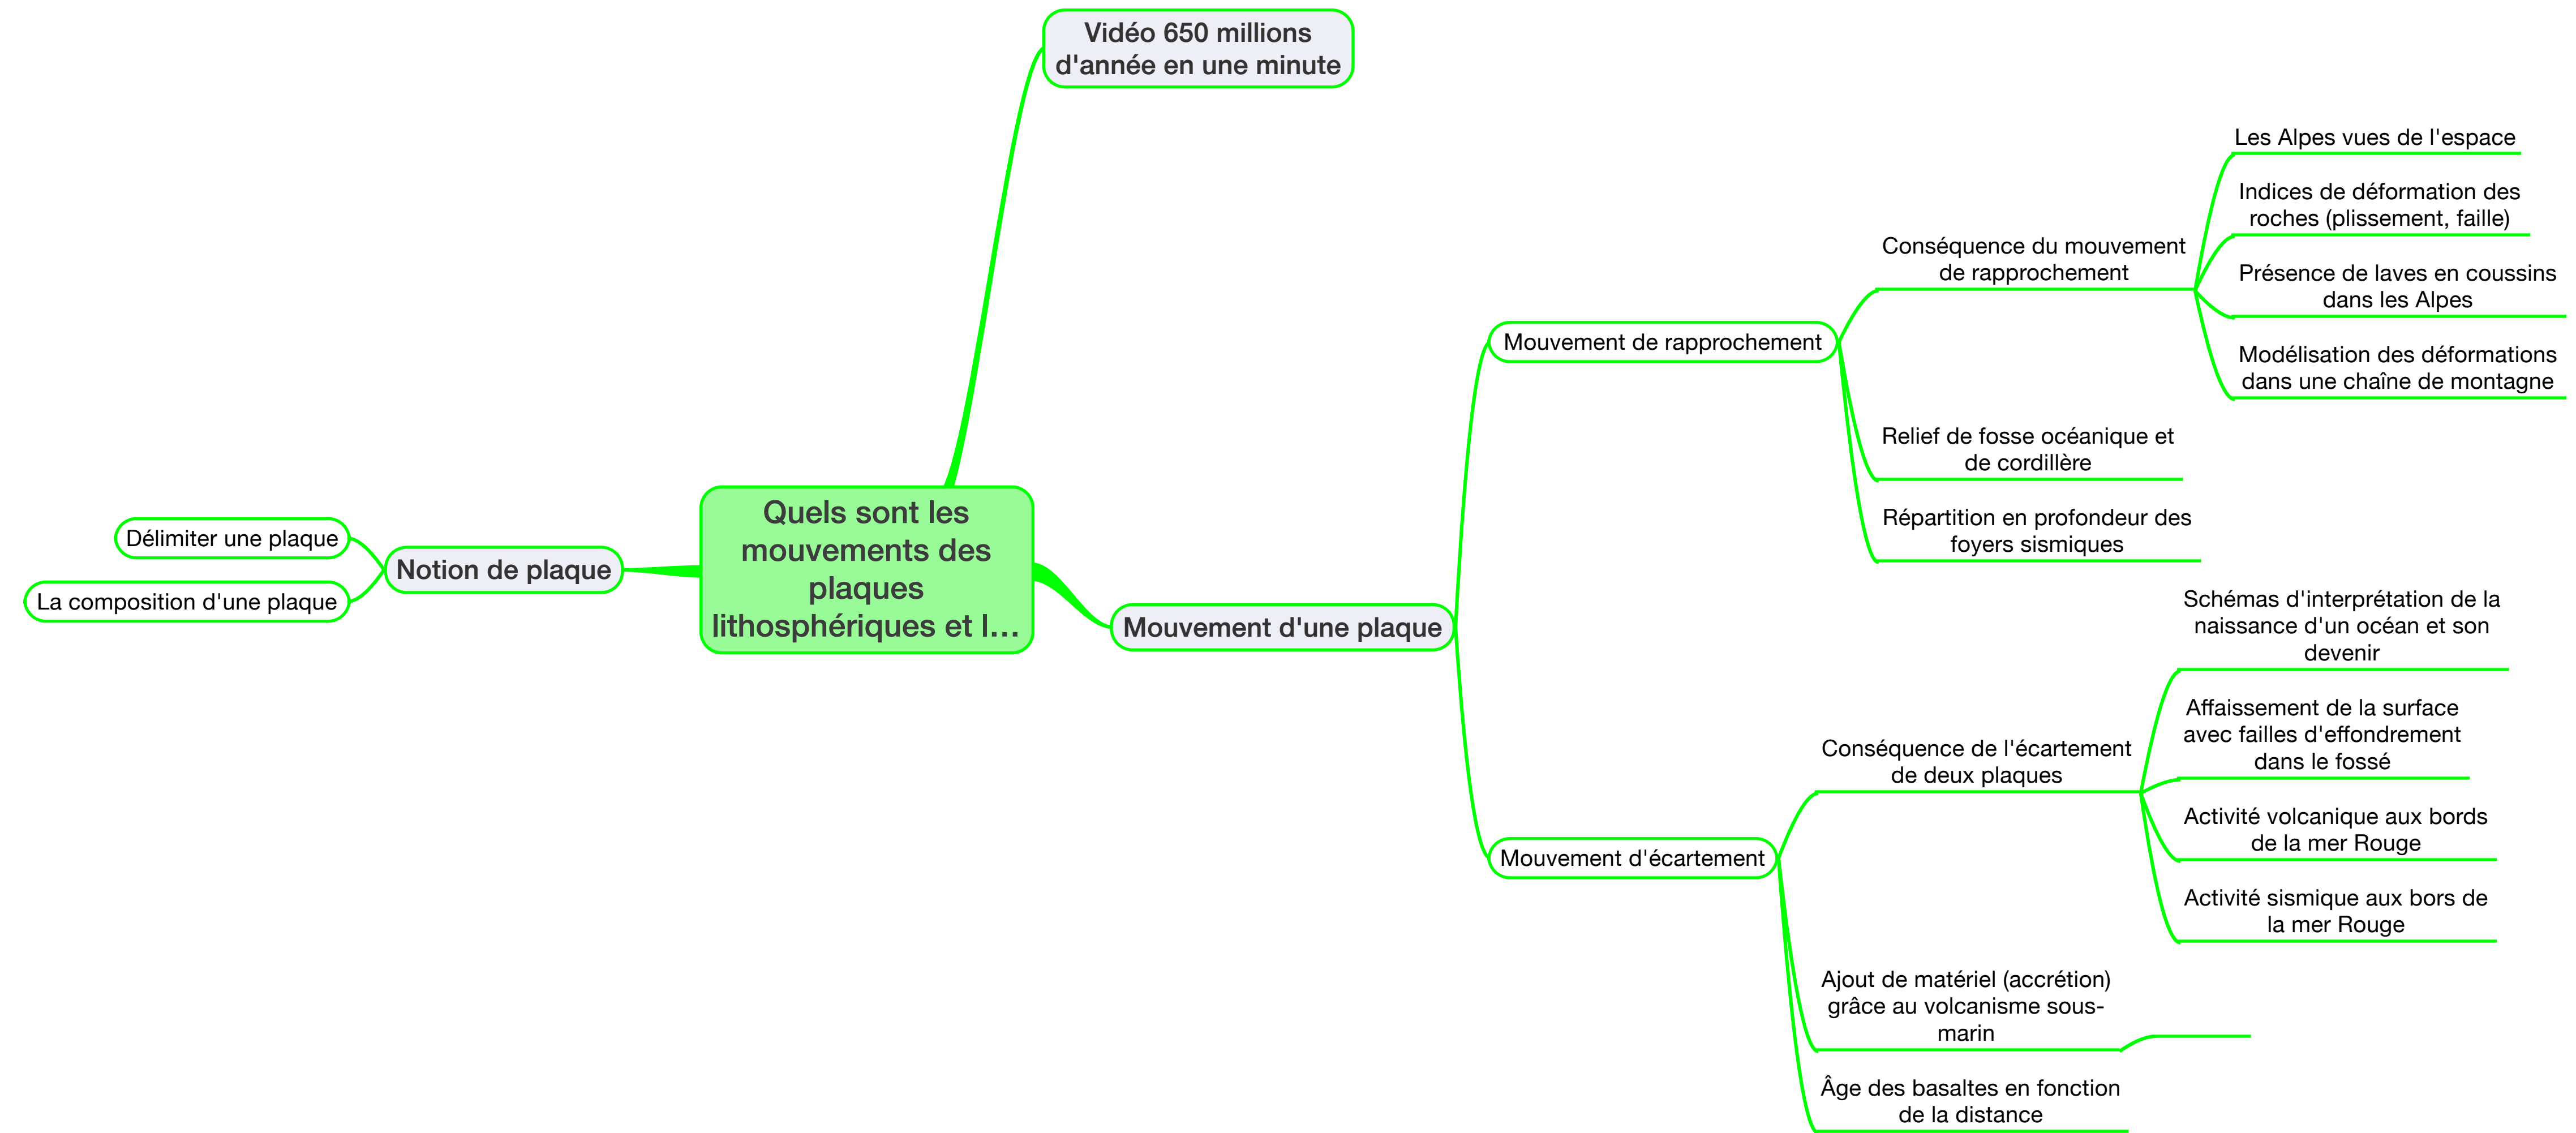 Vidéo 650 millions
d'année en une minute
Les Alpes vues de l'espace
Indices de déformation des
roches (plissement, faille)
Conséquence du mouvement
de rapprochement
Présence de laves en coussins
dans les Alpes
Mouvement de rapprochement
Modélisation des déformations
dans une chaîne de montagne
Relief de fosse océanique et
de cordillère
Répartition en profondeur des
foyers sismiques
Quels sont les
mouvements des
plaques
lithosphériques et l...
Délimiter une plaque
Notion de plaque
La composition d'une plaque
Mouvement d'une plaque
Schémas d'interprétation de la
naissance d'un océan et son
devenir
Affaissement de la surface
avec failles d'effondrement
dans le fossé
Conséquence de l'écartement
de deux plaques
Activité volcanique aux bords
de la mer Rouge
Mouvement d'écartement
Activité sismique aux bors de
la mer Rouge
Ajout de matériel (accrétion)
grâce au volcanisme sous-
marin
Âge des basaltes en fonction
de la distance